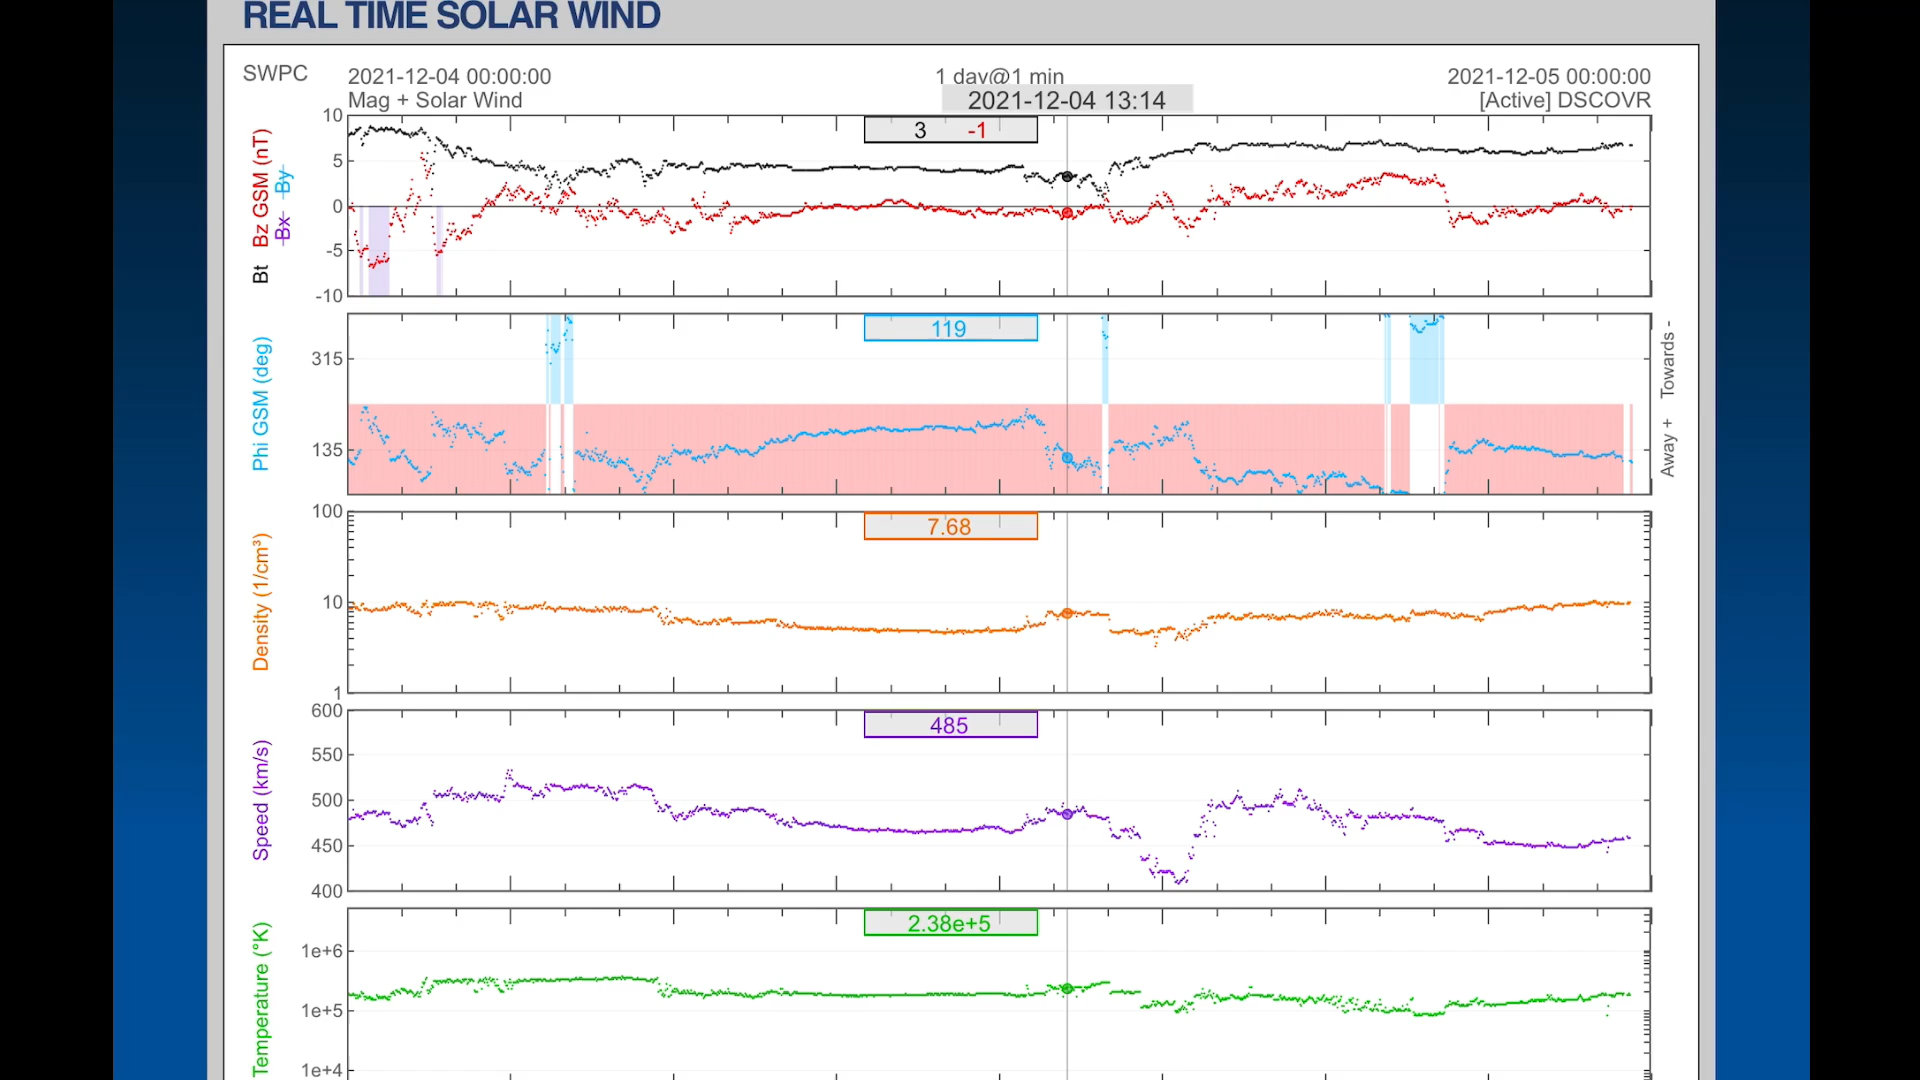 REAL TIME SOLAR WIND
SWPC
2021-12-04 00:00:00
1 day@1 min
2021-12-05 00:00:00
Mag + Solar Wind
2021-12-04 13:14
[Active] DSCOVR
Bt Bz GSM (nT)
Bx By
10
5
0
-5
-10
3 -1
Phi GSM (deg)
315
135
119
Away + Towards -
Density (1/cm³)
100
10
1
7.68
Speed (km/s)
600
550
500
450
400
485
Temperature (°K)
1e+6
1e+5
1e+4
2.38e+5